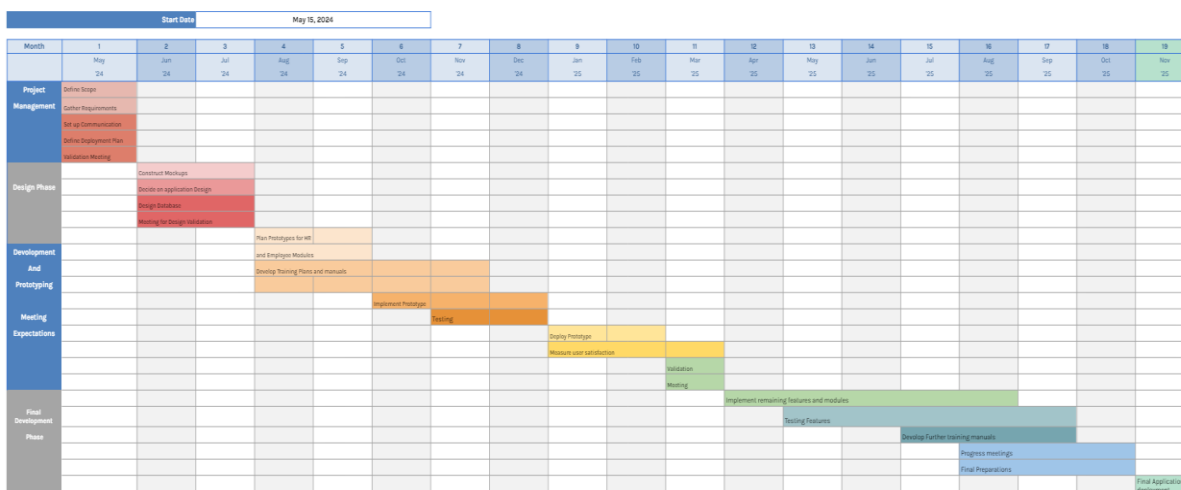 Start Date May 15, 2024
Month 1 2 3 4 5 6 7 8 9 10 11 12 13 14 15 16 17 18 19
May Jun Jul Aug Sep Oct Nov Dec Jan Feb Mar Apr May Jun Jul Aug Sep Oct Nov
'24 '24 '24 '24 '24 '24 '24 '24 '25 '25 '25 '25 '25 '25 '25 '25 '25 '25 '25
Project Define Scope
Management Gather Requirements
Set up Communication
Define Deployment Plan
Validation Meeting
Construct Mockups
Design Phase Decide on application Design
Design Database
Meeting for Design Validation
Plan Prototypes for HR
Development and Employee Modules
And Develop Training Plans and manuals
Prototyping
Implement Prototype
Meeting Testing
Expectations Deploy Prototype
Measure user satisfaction
Validation
Meeting
Implement remaining features and modules
Final
Development Testing Features
Phase Develop Further training manuals
Progress meetings
Final Preparations
Final Application